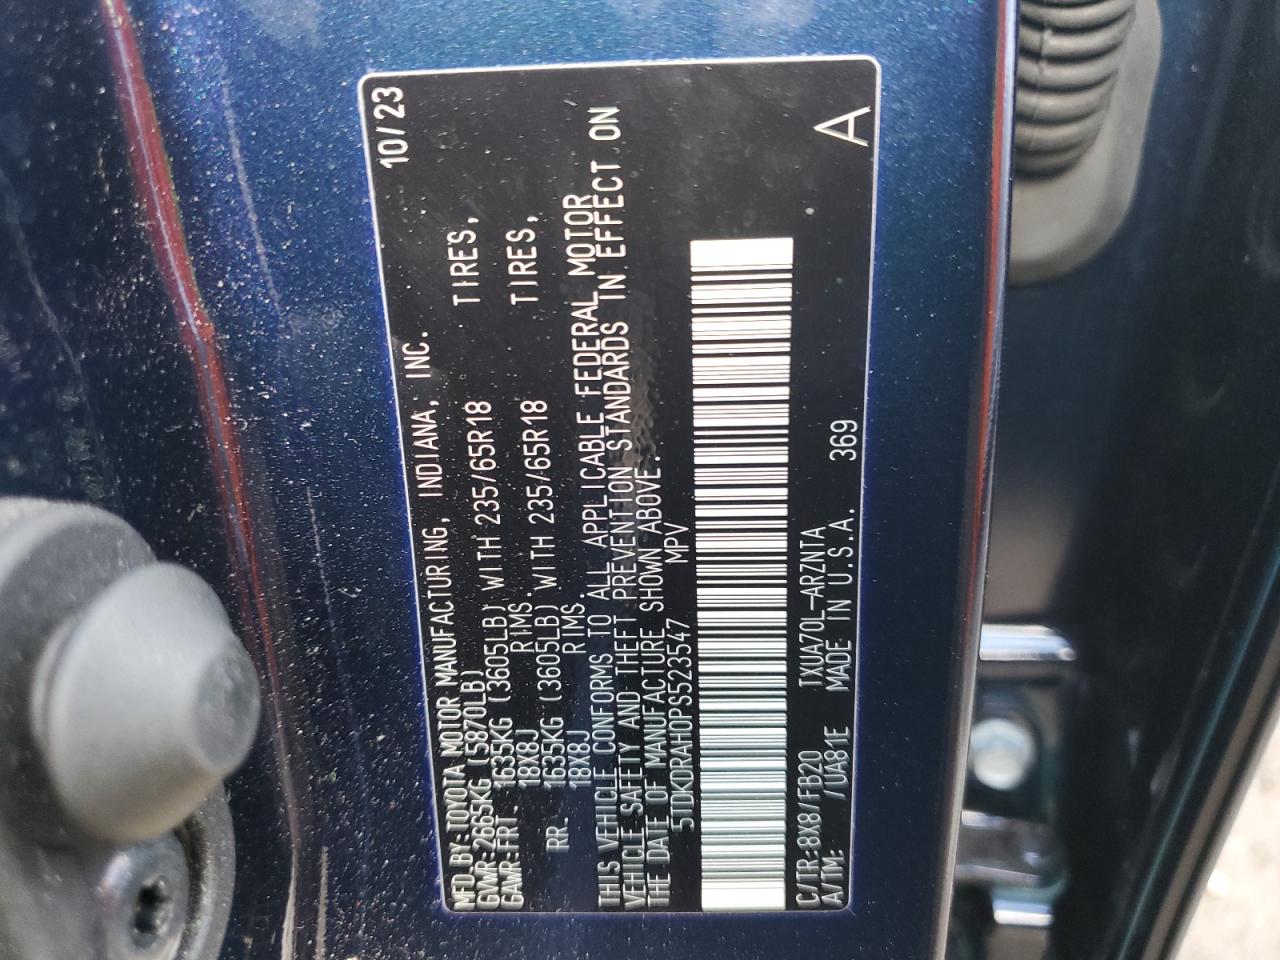 MFD.BY:TOYOTA MOTOR MANUFACTURING, INDIANA, INC. 10/23
GVWR:2665KG (5870LB)
GAWR:FRT. 1635KG (3605LB) WITH 235/65R18 TIRES,
18X8J RIMS.
RR. 1635KG (3605LB) WITH 235/65R18 TIRES,
18X8J RIMS.
THIS VEHICLE CONFORMS TO ALL APPLICABLE FEDERAL MOTOR
VEHICLE SAFETY AND THEFT PREVENTION STANDARDS IN EFFECT ON
THE DATE OF MANUFACTURE SHOWN ABOVE.
5TDKDRAH0PS523547 MPV
C/TR:8X8/FB20 TXUA70L-ARZNTA
A/TM: /UA81E MADE IN U.S.A. 369 A